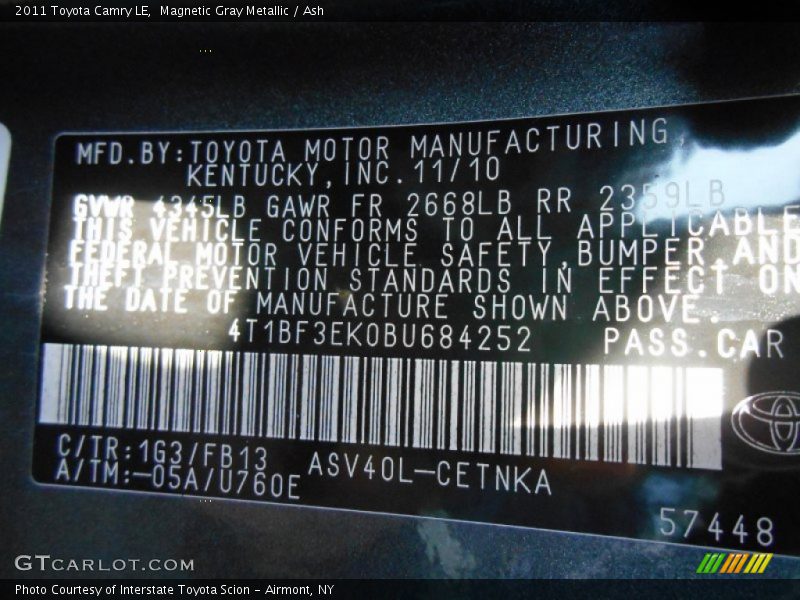 2011 Toyota Camry LE,  Magnetic Gray Metallic / Ash
MFD.BY:TOYOTA MOTOR MANUFACTURING
KENTUCKY,INC.11/10
GVWR 4345LB GAWR FR 2668LB RR 2359LB
THIS VEHICLE CONFORMS TO ALL APPLICABLE
FEDERAL MOTOR VEHICLE SAFETY,BUMPER,AND
THEFT PREVENTION STANDARDS IN EFFECT ON
THE DATE OF MANUFACTURE SHOWN ABOVE.
4T1BF3EK0BU684252 PASS.CAR
C/TR:1G3/FB13
A/TM:-05A/U760E
ASV40L-CETNKA
57448
GTCARLOT.COM
Photo Courtesy of Interstate Toyota Scion - Airmont, NY